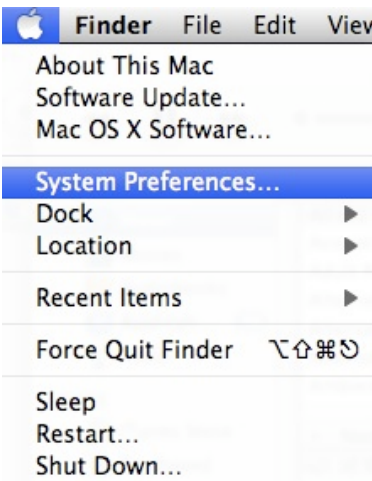 Finder File Edit View
About This Mac
Software Update...
Mac OS X Software...
System Preferences...
Dock
Location
Recent Items
Force Quit Finder ⌥⇧⌘⎋
Sleep
Restart...
Shut Down...